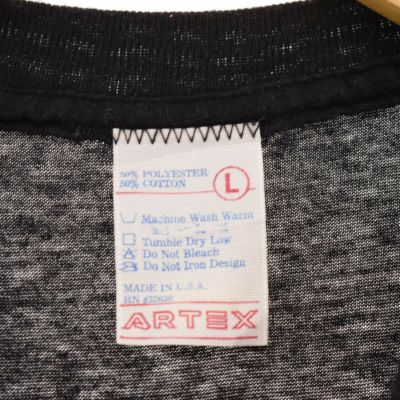 50% POLYESTER
50% COTTON
L
Machine Wash Warm
Tumble Dry Low
Do Not Bleach
Do Not Iron Design
MADE IN U.S.A.
RN #32630
ARTEX